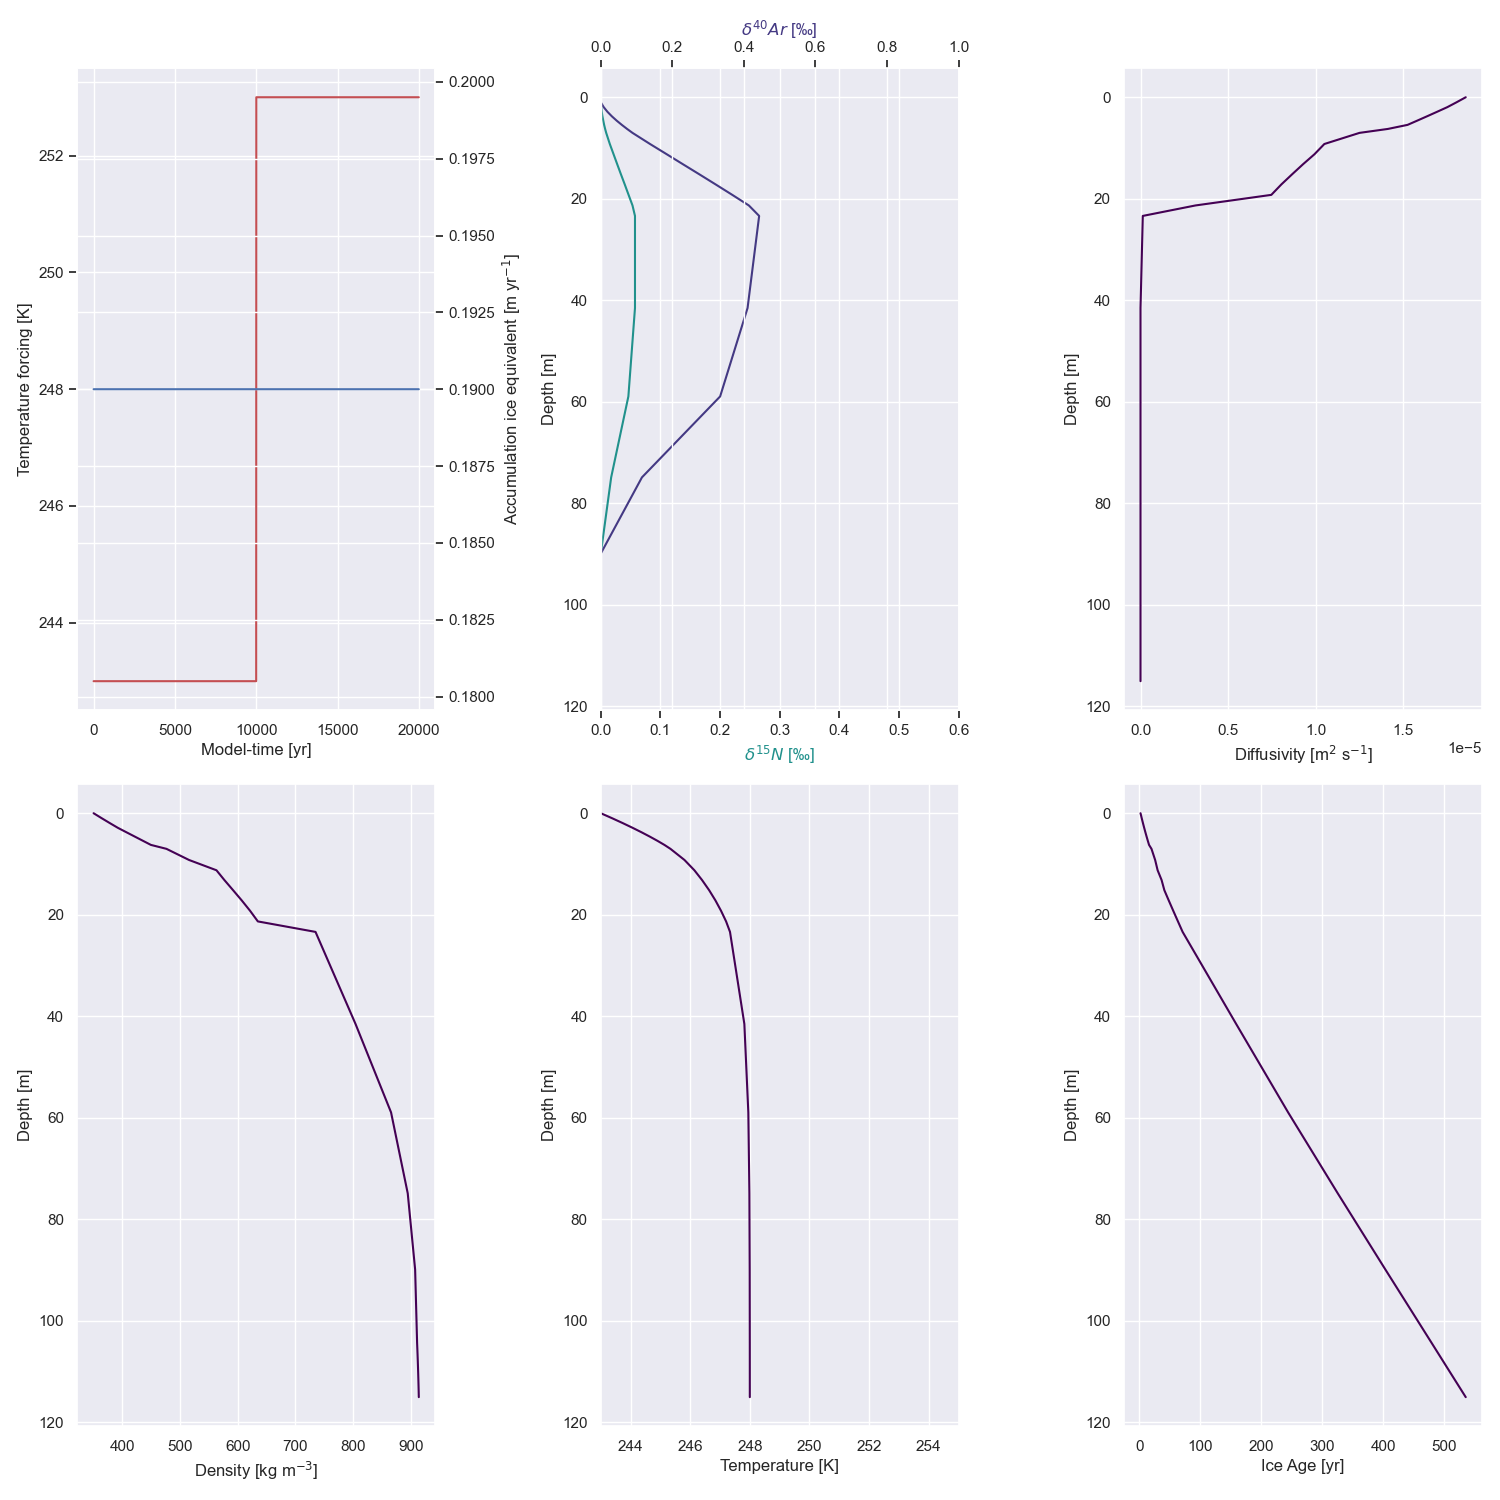 δ⁴⁰Ar [‰]
0.0 0.2 0.4 0.6 0.8 1.0
252
250
248
246
244
Temperature forcing [K]
0 5000 10000 15000 20000
Model-time [yr]
0.2000
0.1975
0.1950
0.1925
0.1900
0.1875
0.1850
0.1825
0.1800
Accumulation ice equivalent [m yr⁻¹]
0
20
40
60
80
100
120
Depth [m]
0.0 0.1 0.2 0.3 0.4 0.5 0.6
δ¹⁵N [‰]
0
20
40
60
80
100
120
Depth [m]
0.0 0.5 1.0 1.5
1e−5
Diffusivity [m² s⁻¹]
0
20
40
60
80
100
120
Depth [m]
400 500 600 700 800 900
Density [kg m⁻³]
0
20
40
60
80
100
120
Depth [m]
244 246 248 250 252 254
Temperature [K]
0
20
40
60
80
100
120
Depth [m]
0 100 200 300 400 500
Ice Age [yr]